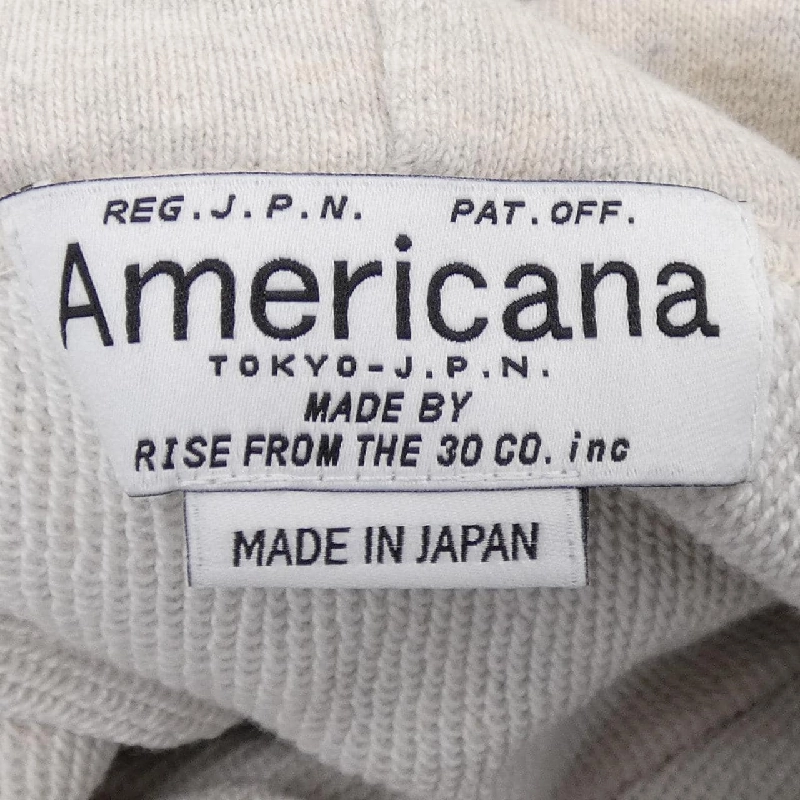 REG.J.P.N. PAT.OFF.
Americana
TOKYO-J.P.N.
MADE BY
RISE FROM THE 30 CO. inc
MADE IN JAPAN